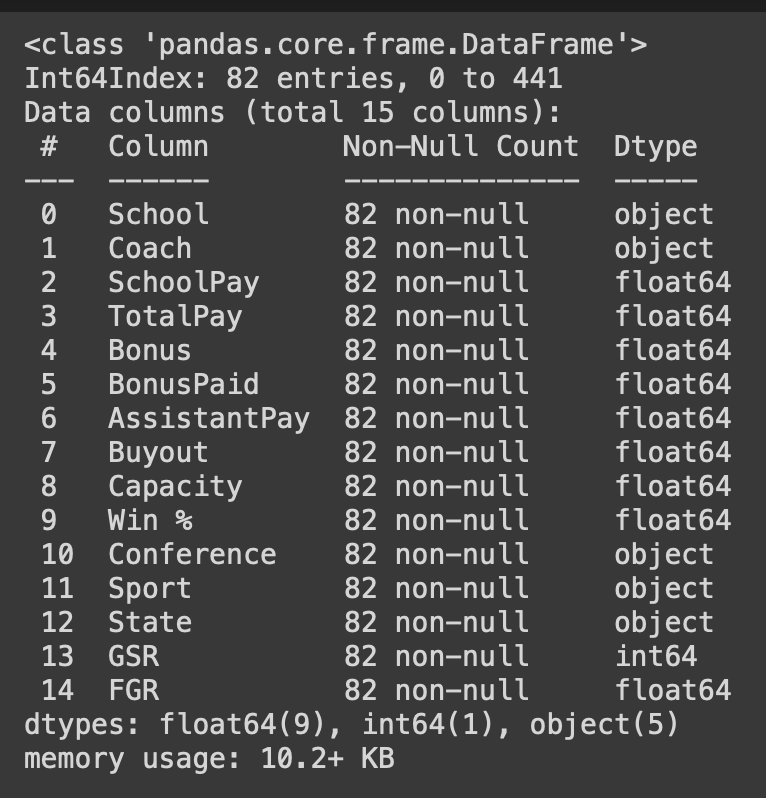 <class 'pandas.core.frame.DataFrame'>
Int64Index: 82 entries, 0 to 441
Data columns (total 15 columns):
 #   Column        Non-Null Count  Dtype
---  ------        --------------  -----
 0   School        82 non-null     object
 1   Coach         82 non-null     object
 2   SchoolPay     82 non-null     float64
 3   TotalPay      82 non-null     float64
 4   Bonus         82 non-null     float64
 5   BonusPaid     82 non-null     float64
 6   AssistantPay  82 non-null     float64
 7   Buyout        82 non-null     float64
 8   Capacity      82 non-null     float64
 9   Win %         82 non-null     float64
 10  Conference    82 non-null     object
 11  Sport         82 non-null     object
 12  State         82 non-null     object
 13  GSR           82 non-null     int64
 14  FGR           82 non-null     float64
dtypes: float64(9), int64(1), object(5)
memory usage: 10.2+ KB